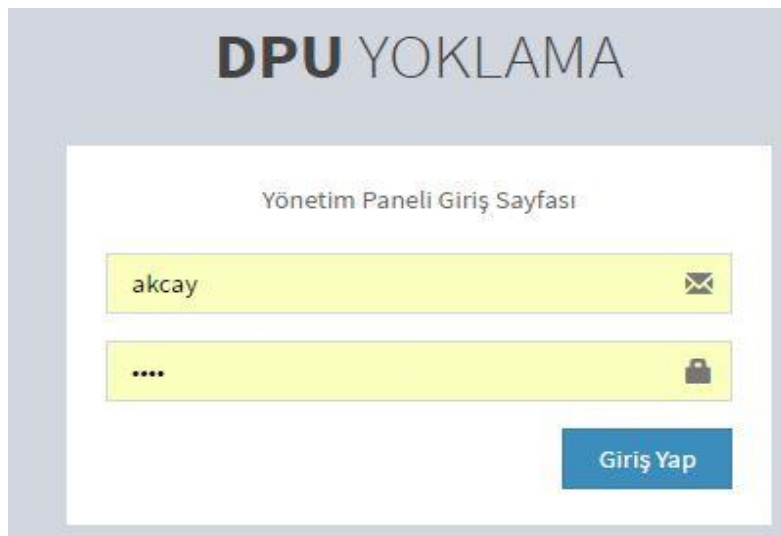 DPU YOKLAMA
Yönetim Paneli Giriş Sayfası
akcay
••••
Giriş Yap